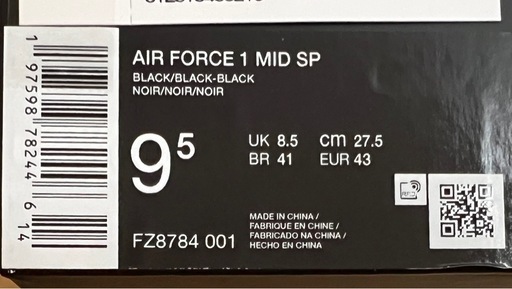 AIR FORCE 1 MID SP
BLACK/BLACK-BLACK
NOIR/NOIR/NOIR
9⁵
UK 8.5 cm 27.5
BR 41 EUR 43
MADE IN CHINA /
FABRIQUE EN CHINE /
FABRICADO NA CHINA /
HECHO EN CHINA
FZ8784 001
1 97598 78244 6 14